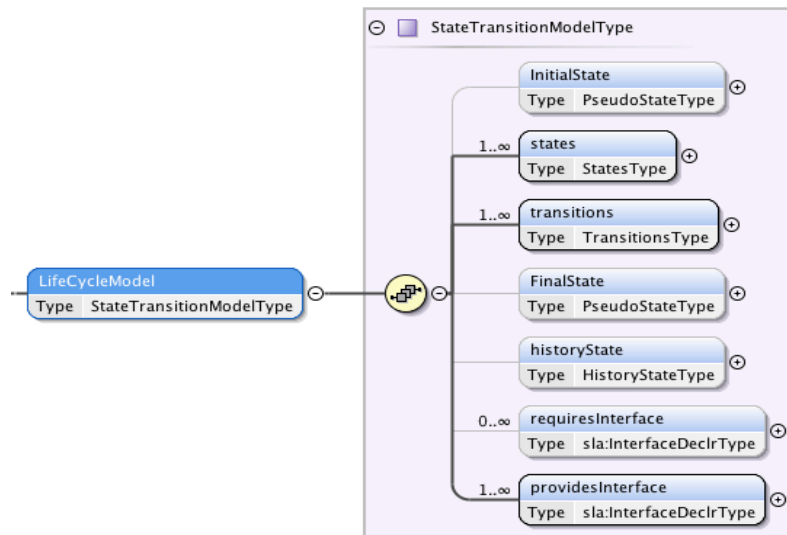 StateTransitionModelType
InitialState
Type PseudoStateType
1..∞
states
Type StatesType
1..∞
transitions
Type TransitionsType
LifeCycleModel
Type StateTransitionModelType
FinalState
Type PseudoStateType
historyState
Type HistoryStateType
0..∞
requiresInterface
Type sla:InterfaceDeclrType
1..∞
providesInterface
Type sla:InterfaceDeclrType